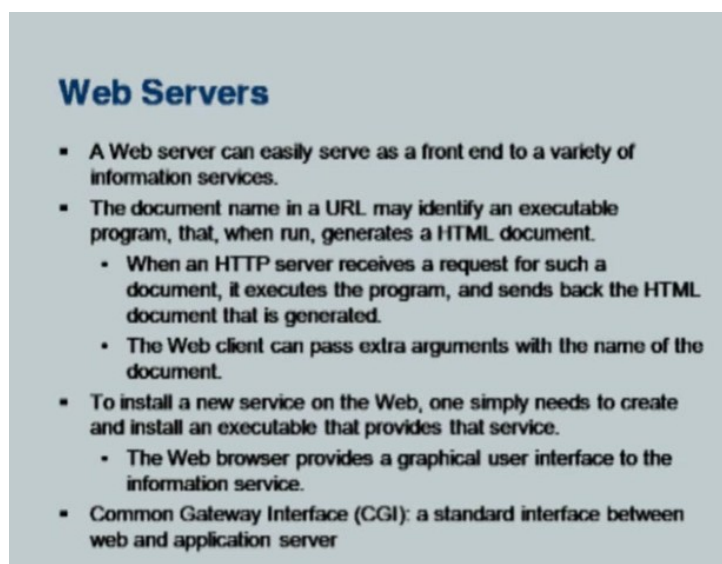 Web Servers
▪ A Web server can easily serve as a front end to a variety of
information services.
▪ The document name in a URL may identify an executable
program, that, when run, generates a HTML document.
• When an HTTP server receives a request for such a
document, it executes the program, and sends back the HTML
document that is generated.
• The Web client can pass extra arguments with the name of the
document.
▪ To install a new service on the Web, one simply needs to create
and install an executable that provides that service.
• The Web browser provides a graphical user interface to the
information service.
▪ Common Gateway Interface (CGI): a standard interface between
web and application server